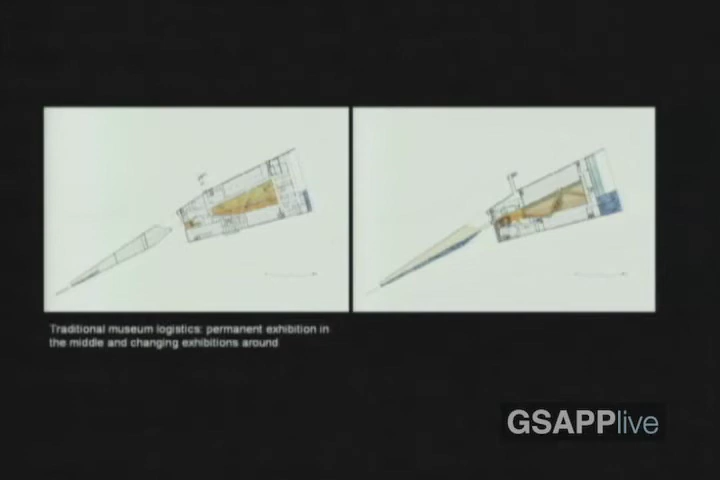 Traditional museum logistics: permanent exhibition in
the middle and changing exhibitions around
GSAPPlive